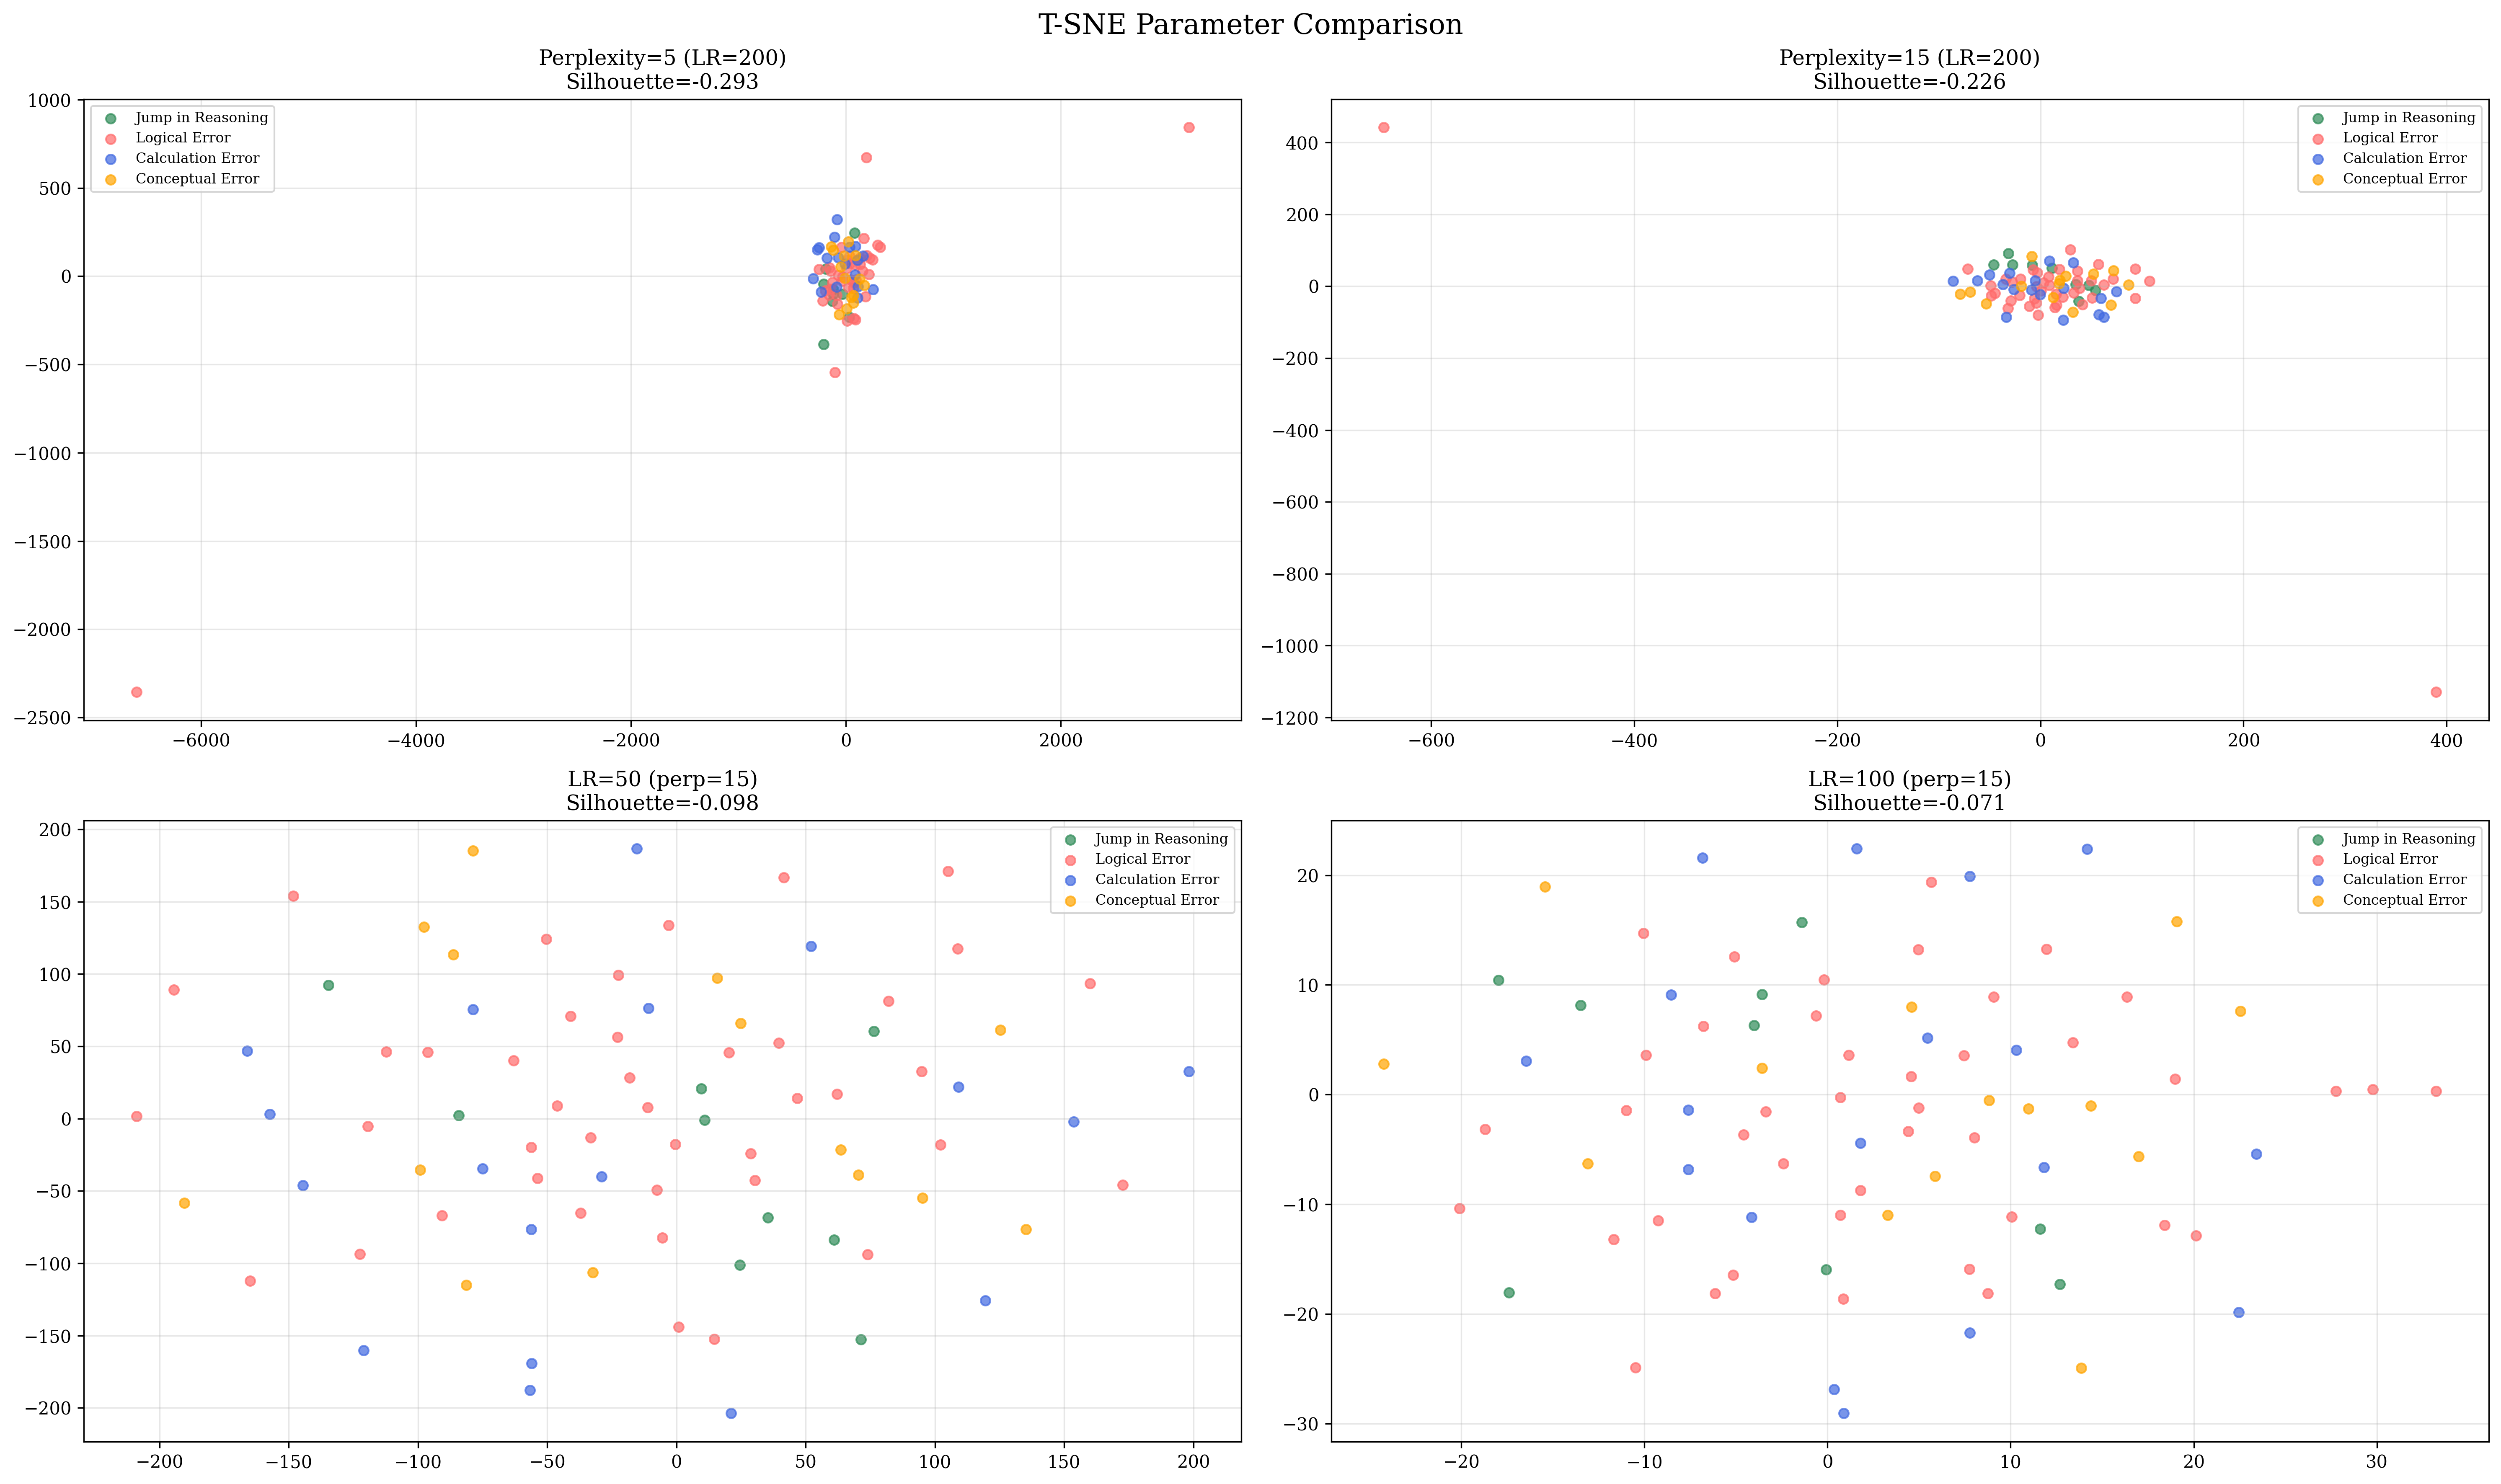 T-SNE Parameter Comparison
Perplexity=5 (LR=200)
Silhouette=-0.293
1000
500
0
−500
−1000
−1500
−2000
−2500
−6000 −4000 −2000 0 2000
Jump in Reasoning
Logical Error
Calculation Error
Conceptual Error
Perplexity=15 (LR=200)
Silhouette=-0.226
400
200
0
−200
−400
−600
−800
−1000
−1200
−600 −400 −200 0 200 400
Jump in Reasoning
Logical Error
Calculation Error
Conceptual Error
LR=50 (perp=15)
Silhouette=-0.098
200
150
100
50
0
−50
−100
−150
−200
−200 −150 −100 −50 0 50 100 150 200
Jump in Reasoning
Logical Error
Calculation Error
Conceptual Error
LR=100 (perp=15)
Silhouette=-0.071
20
10
0
−10
−20
−30
−20 −10 0 10 20 30
Jump in Reasoning
Logical Error
Calculation Error
Conceptual Error